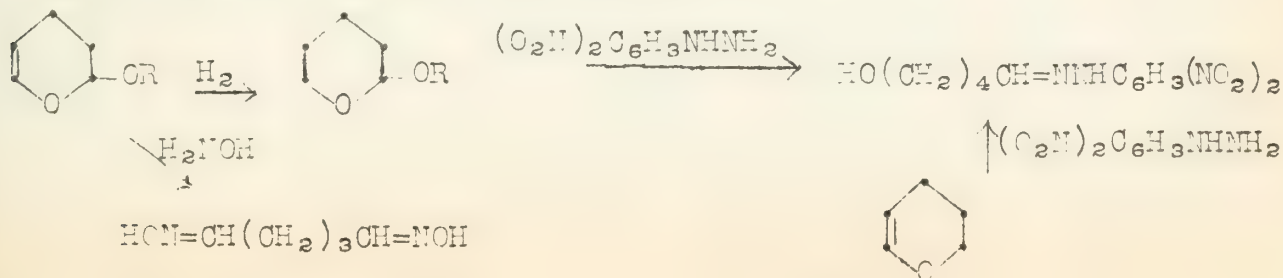 (O₂N)₂C₆H₃NHNH₂
OR H₂ OR HO(CH₂)₄CH=NNHC₆H₃(NO₂)₂
O O
H₂NOH (O₂N)₂C₆H₃NHNH₂
HON=CH(CH₂)₃CH=NOH
O